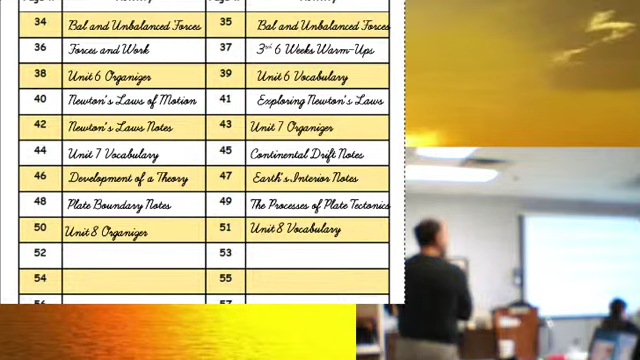 34 Bal and Unbalanced Forces 35 Bal and Unbalanced Forces
36 Forces and Work 37 3rd 6 Weeks Warm-Ups
38 Unit 6 Organizer 39 Unit 6 Vocabulary
40 Newton's Laws of Motion 41 Exploring Newton's Laws
42 Newton's Laws Notes 43 Unit 7 Organizer
44 Unit 7 Vocabulary 45 Continental Drift Notes
46 Development of a Theory 47 Earth's Interior Notes
48 Plate Boundary Notes 49 The Processes of Plate Tectonics
50 Unit 8 Organizer 51 Unit 8 Vocabulary
52 53
54 55
56 57